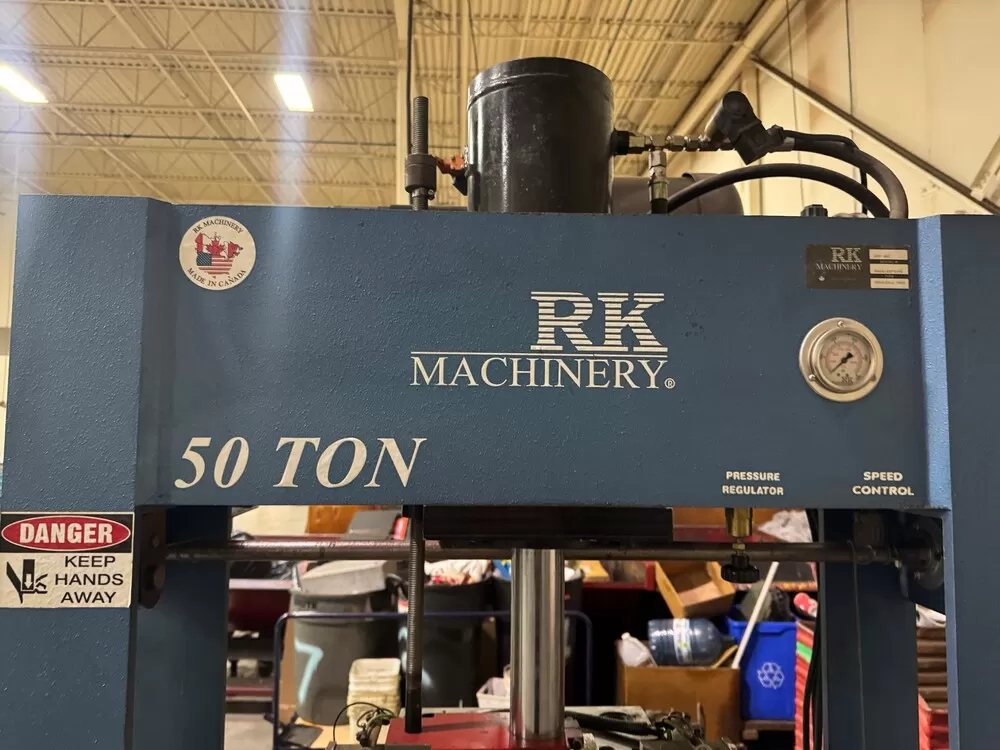 RK MACHINERY
MADE IN CANADA
RK
MACHINERY®
RK
MACHINERY
50 TON
PRESSURE
REGULATOR
SPEED
CONTROL
DANGER
KEEP
HANDS
AWAY
7